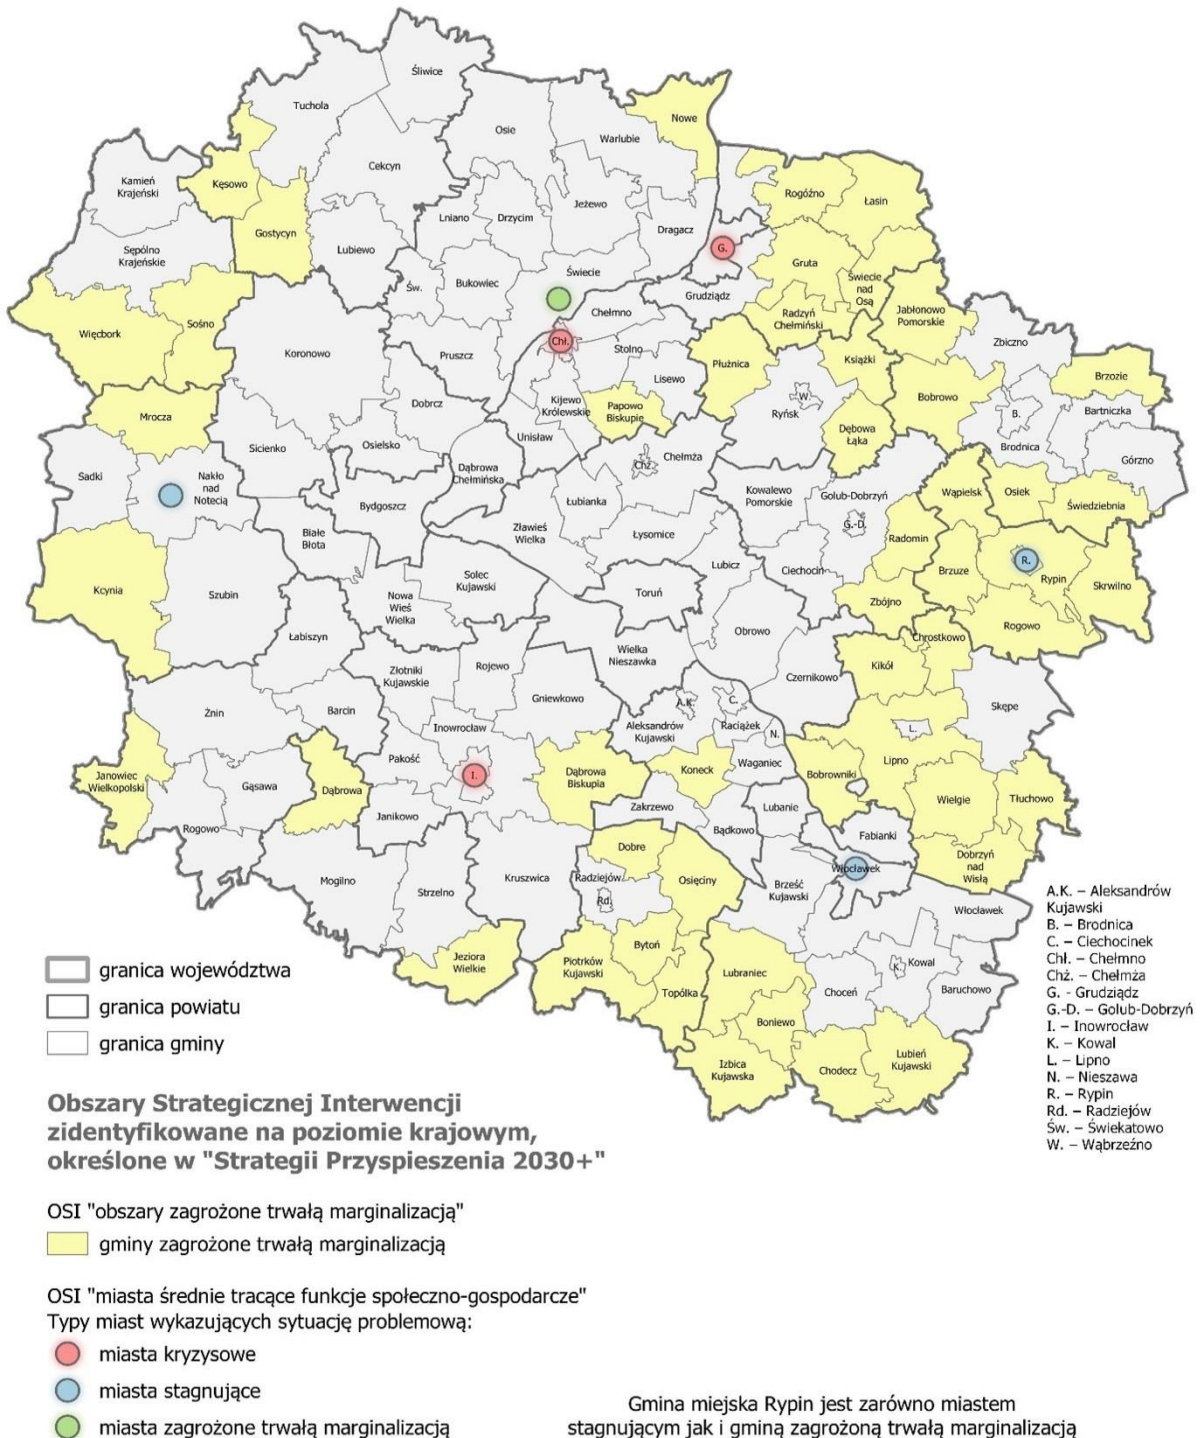 Śliwice
Tuchola
Nowe
Osie
Warlubie
Cekcyn
Kamień
Krajeński
Kęsowo
Rogóźno
Łasin
Jeżewo
Lniano
Drzycim
Dragacz
Gostycyn
Lubiewo
Sępólno
Krajeńskie
G.
Gruta
Świecie
Św.
Bukowiec
Świecie
nad
Osą
Grudziądz
Chełmno
Radzyń
Chełmiński
Jabłonowo
Pomorskie
Więcbork
Sośno
Chł.
Koronowo
Pruszcz
Stolno
Płużnica
Książki
Zbiczno
Lisewo
Brzozie
Mrocza
Dobrcz
Kijewo
Królewskie
Papowo
Biskupie
W.
Ryńsk
Bobrowo
B.
Bartniczka
Dębowa
Łąka
Unisław
Sicienko
Osielsko
Brodnica
Górzno
Chż.
Chełmża
Sadki
Nakło
nad
Notecią
Dąbrowa
Chełmińska
Kowalewo
Pomorskie
Golub-Dobrzyń
Wąpielsk
Osiek
Świedziebnia
Bydgoszcz
Łubianka
G.-D.
Białe
Błota
Zławieś
Wielka
Łysomice
Radomin
Lubicz
Ciechocin
Brzuze
R.
Rypin
Skrwilno
Kcynia
Szubin
Solec
Kujawski
Nowa
Wieś
Wielka
Toruń
Zbójno
Rogowo
Łabiszyn
Obrowo
Chrostkowo
Wielka
Nieszawka
Kikół
Złotniki
Kujawskie
Rojewo
Czernikowo
Gniewkowo
Żnin
Barcin
A.K.
C.
Skępe
Inowrocław
Aleksandrów
Kujawski
Raciążek
N.
L.
Pakość
Lipno
Janowiec
Wielkopolski
Gąsawa
Dąbrowa
I.
Dąbrowa
Biskupia
Koneck
Waganiec
Bobrowniki
Wielgie
Tłuchowo
Rogowo
Janikowo
Zakrzewo
Lubanie
Bądkowo
Fabianki
Dobre
Dobrzyń
nad
Wisłą
Mogilno
Strzelno
Kruszwica
Radziejów
Osięciny
Włocławek
Brześć
Kujawski
Rd.
Włocławek
Jeziora
Wielkie
Piotrków
Kujawski
Bytoń
Lubraniec
K.
Kowal
Choceń
Baruchowo
Topólka
Boniewo
Izbica
Kujawska
Chodecz
Lubień
Kujawski
A.K. – Aleksandrów
Kujawski
B. – Brodnica
C. – Ciechocinek
Chł. – Chełmno
Chż. – Chełmża
G. - Grudziądz
G.-D. – Golub-Dobrzyń
I. – Inowrocław
K. – Kowal
L. – Lipno
N. – Nieszawa
R. – Rypin
Rd. – Radziejów
Św. – Świekatowo
W. – Wąbrzeźno
granica województwa
granica powiatu
granica gminy
Obszary Strategicznej Interwencji
zidentyfikowane na poziomie krajowym,
określone w "Strategii Przyspieszenia 2030+"
OSI "obszary zagrożone trwałą marginalizacją"
gminy zagrożone trwałą marginalizacją
OSI "miasta średnie tracące funkcje społeczno-gospodarcze"
Typy miast wykazujących sytuację problemową:
miasta kryzysowe
miasta stagnujące
miasta zagrożone trwałą marginalizacją
Gmina miejska Rypin jest zarówno miastem
stagnującym jak i gminą zagrożoną trwałą marginalizacją